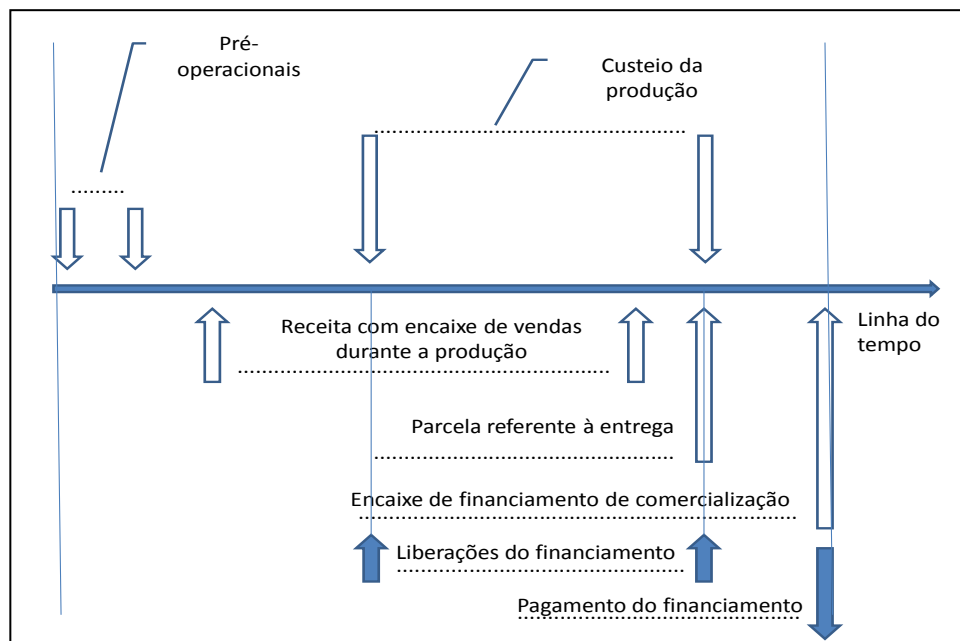 Pré-
operacionais
Custeio da
produção
Receita com encaixe de vendas
durante a produção
Linha do
tempo
Parcela referente à entrega
Encaixe de financiamento de comercialização
Liberações do financiamento
Pagamento do financiamento